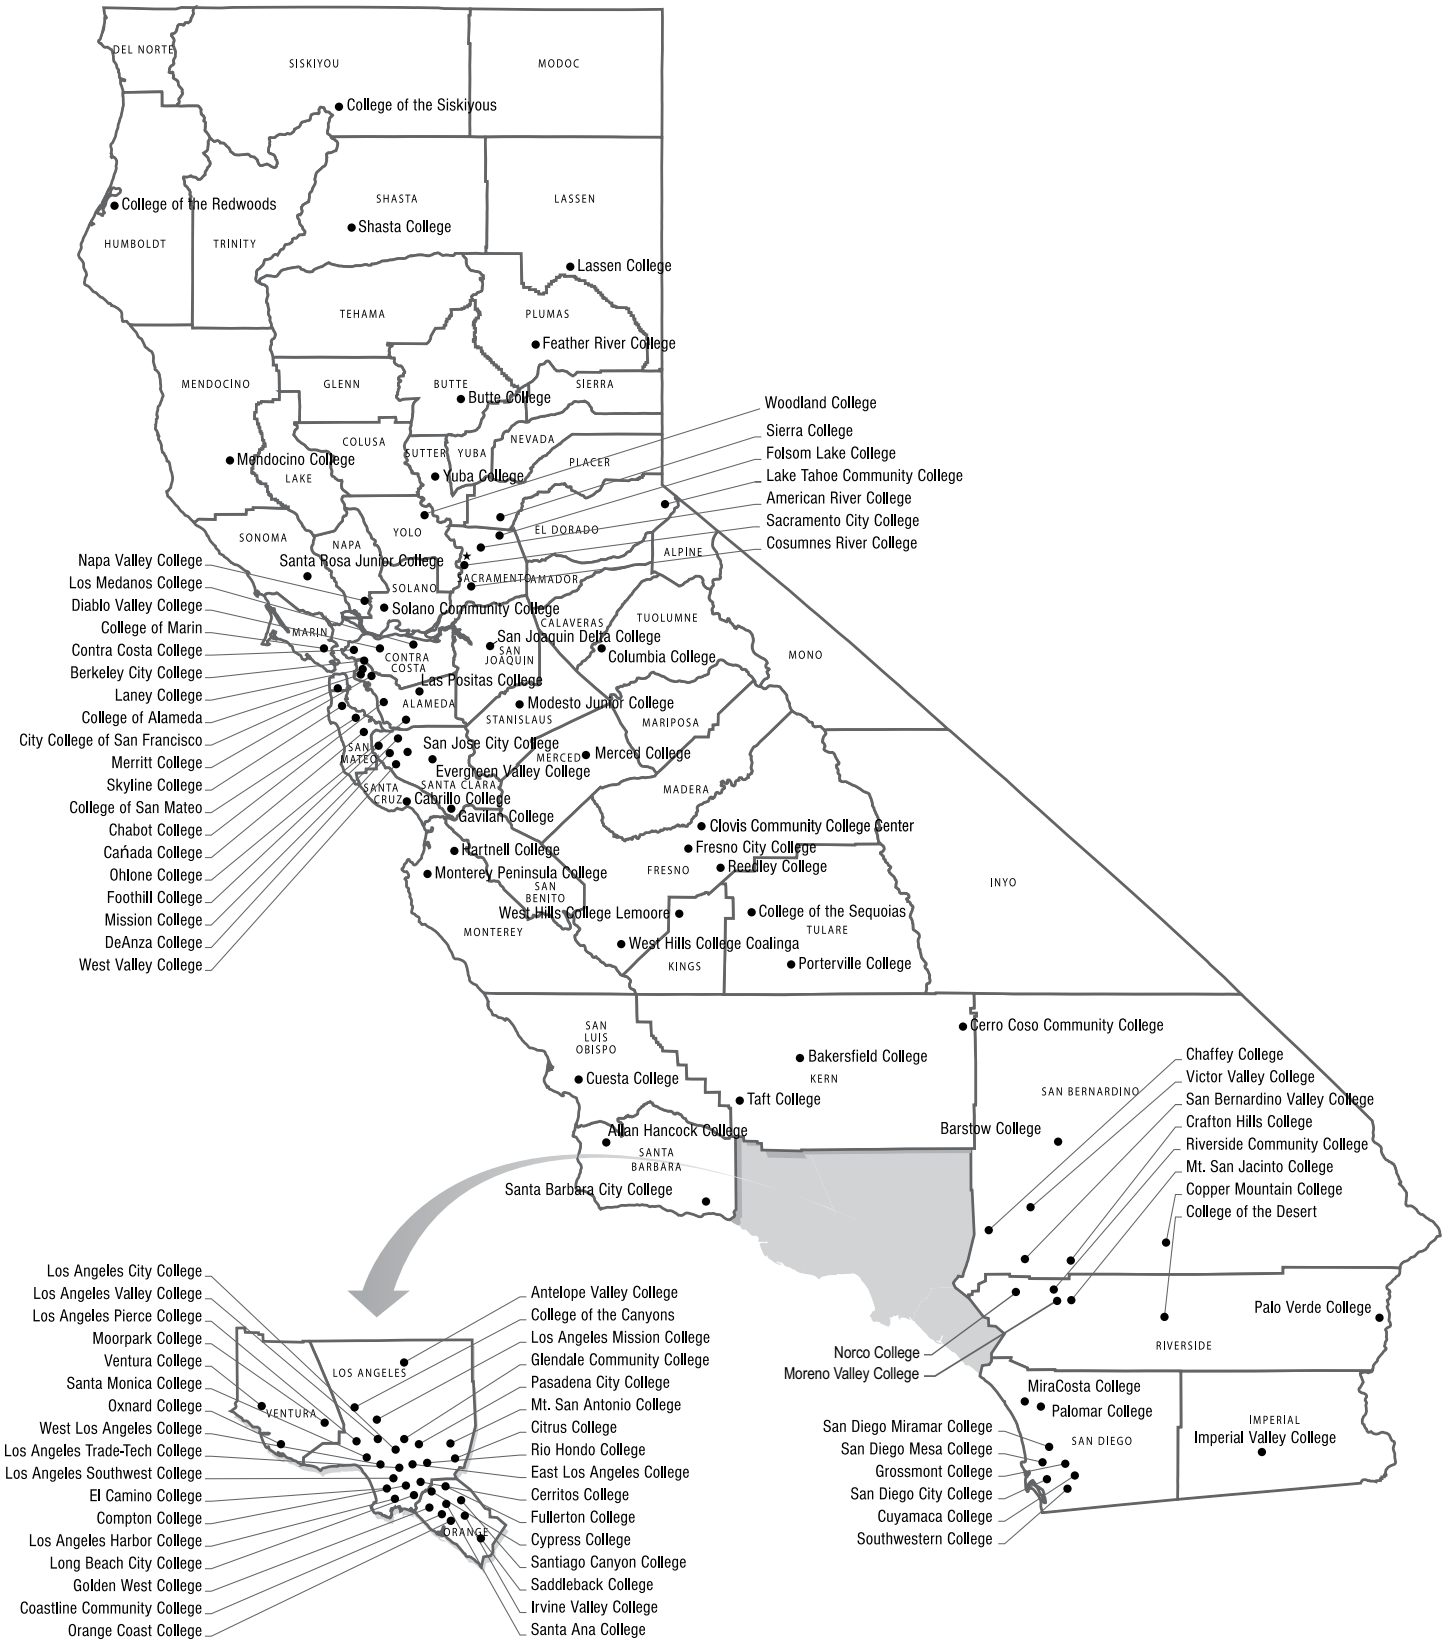 DEL NORTE
SISKIYOU
MODOC
College of the Siskiyous
SHASTA
LASSEN
College of the Redwoods
Shasta College
HUMBOLDT
TRINITY
Lassen College
TEHAMA
PLUMAS
Feather River College
MENDOCINO
GLENN
BUTTE
SIERRA
Butte College
Woodland College
Sierra College
Folsom Lake College
Lake Tahoe Community College
American River College
Sacramento City College
Cosumnes River College
COLUSA
NEVADA
SUTTER
YUBA
PLACER
Mendocino College
LAKE
Yuba College
SONOMA
YOLO
EL DORADO
NAPA
ALPINE
Santa Rosa Junior College
SOLANO
SACRAMENTO
AMADOR
Solano Community College
CALAVERAS
TUOLUMNE
MARIN
San Joaquin Delta College
SAN
JOAQUIN
Columbia College
MONO
CONTRA
COSTA
Las Positas College
ALAMEDA
Modesto Junior College
STANISLAUS
MARIPOSA
Napa Valley College
Los Medanos College
Diablo Valley College
College of Marin
Contra Costa College
Berkeley City College
Laney College
College of Alameda
City College of San Francisco
Merritt College
Skyline College
College of San Mateo
Chabot College
Cańada College
Ohlone College
Foothill College
Mission College
DeAnza College
West Valley College
SAN
MATEO
San Jose City College
MERCED
Merced College
Evergreen Valley College
SANTA CLARA
SANTA
CRUZ
Cabrillo College
MADERA
Gavilan College
Clovis Community College Center
Hartnell College
Fresno City College
Monterey Peninsula College
FRESNO
Reedley College
INYO
SAN
BENITO
West Hills College Lemoore
College of the Sequoias
MONTEREY
TULARE
West Hills College Coalinga
KINGS
Porterville College
SAN
LUIS
OBISPO
Cerro Coso Community College
Bakersfield College
Cuesta College
KERN
SAN BERNARDINO
Taft College
Allan Hancock College
Barstow College
SANTA
BARBARA
Santa Barbara City College
Chaffey College
Victor Valley College
San Bernardino Valley College
Crafton Hills College
Riverside Community College
Mt. San Jacinto College
Copper Mountain College
College of the Desert
Palo Verde College
RIVERSIDE
Norco College
Moreno Valley College
MiraCosta College
Palomar College
IMPERIAL
Imperial Valley College
SAN DIEGO
San Diego Miramar College
San Diego Mesa College
Grossmont College
San Diego City College
Cuyamaca College
Southwestern College
Los Angeles City College
Los Angeles Valley College
Los Angeles Pierce College
Moorpark College
Ventura College
Santa Monica College
Oxnard College
West Los Angeles College
Los Angeles Trade-Tech College
Los Angeles Southwest College
El Camino College
Compton College
Los Angeles Harbor College
Long Beach City College
Golden West College
Coastline Community College
Orange Coast College
LOS ANGELES
VENTURA
ORANGE
Antelope Valley College
College of the Canyons
Los Angeles Mission College
Glendale Community College
Pasadena City College
Mt. San Antonio College
Citrus College
Rio Hondo College
East Los Angeles College
Cerritos College
Fullerton College
Cypress College
Santiago Canyon College
Saddleback College
Irvine Valley College
Santa Ana College